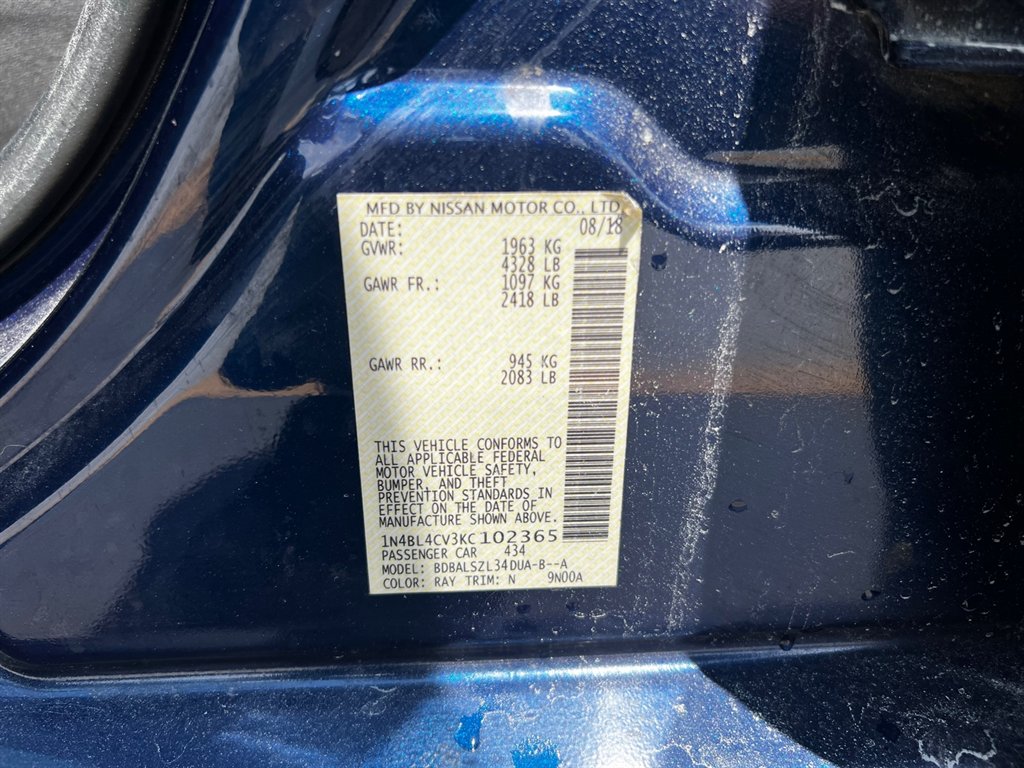 MFD BY NISSAN MOTOR CO., LTD.
DATE: 08/18
GVWR: 1963 KG
4328 LB
GAWR FR.: 1097 KG
2418 LB
GAWR RR.: 945 KG
2083 LB
THIS VEHICLE CONFORMS TO
ALL APPLICABLE FEDERAL
MOTOR VEHICLE SAFETY,
BUMPER, AND THEFT
PREVENTION STANDARDS IN
EFFECT ON THE DATE OF
MANUFACTURE SHOWN ABOVE.
1N4BL4CV3KC102365
PASSENGER CAR 434
MODEL: BDBALSZL34DUA-B--A
COLOR: RAY TRIM: N 9N00A